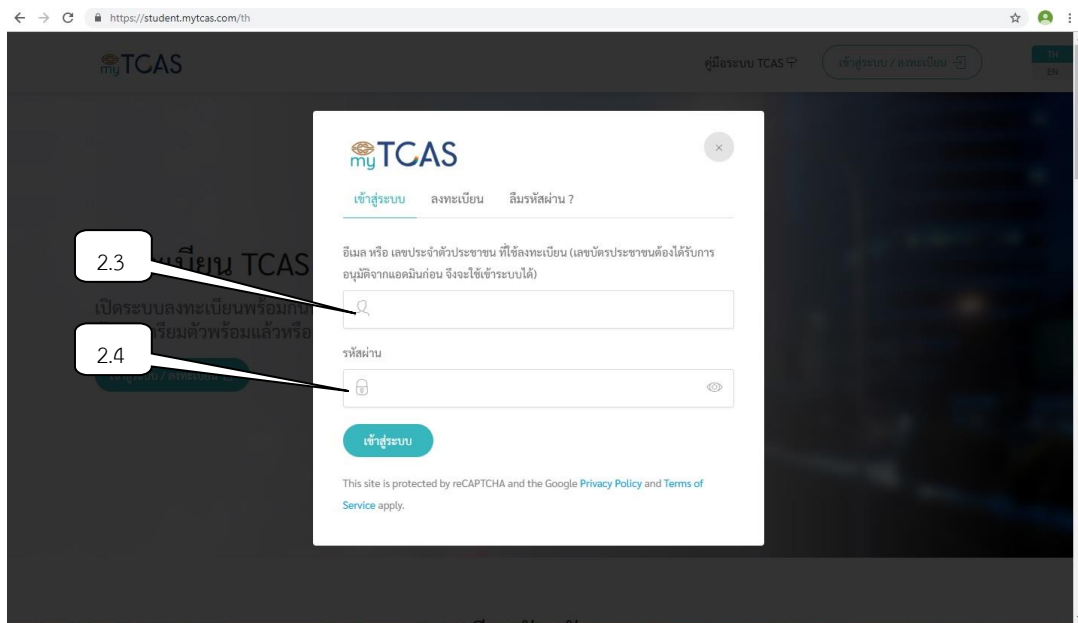 https://student.mytcas.com/th
myTCAS
คู่มือระบบ TCAS
เข้าสู่ระบบ / ลงทะเบียน
TH
EN
myTCAS
×
เข้าสู่ระบบ ลงทะเบียน ลืมรหัสผ่าน ?
อีเมล หรือ เลขประจำตัวประชาชน ที่ใช้ลงทะเบียน (เลขบัตรประชาชนต้องได้รับการ
อนุมัติจากแอดมินก่อน จึงจะใช้เข้าระบบได้)
รหัสผ่าน
เข้าสู่ระบบ
This site is protected by reCAPTCHA and the Google Privacy Policy and Terms of
Service apply.
2.3
TCAS
เปิดระบบลงทะเบียนพร้อมกัน
รียมตัวพร้อมแล้วหรือ
2.4